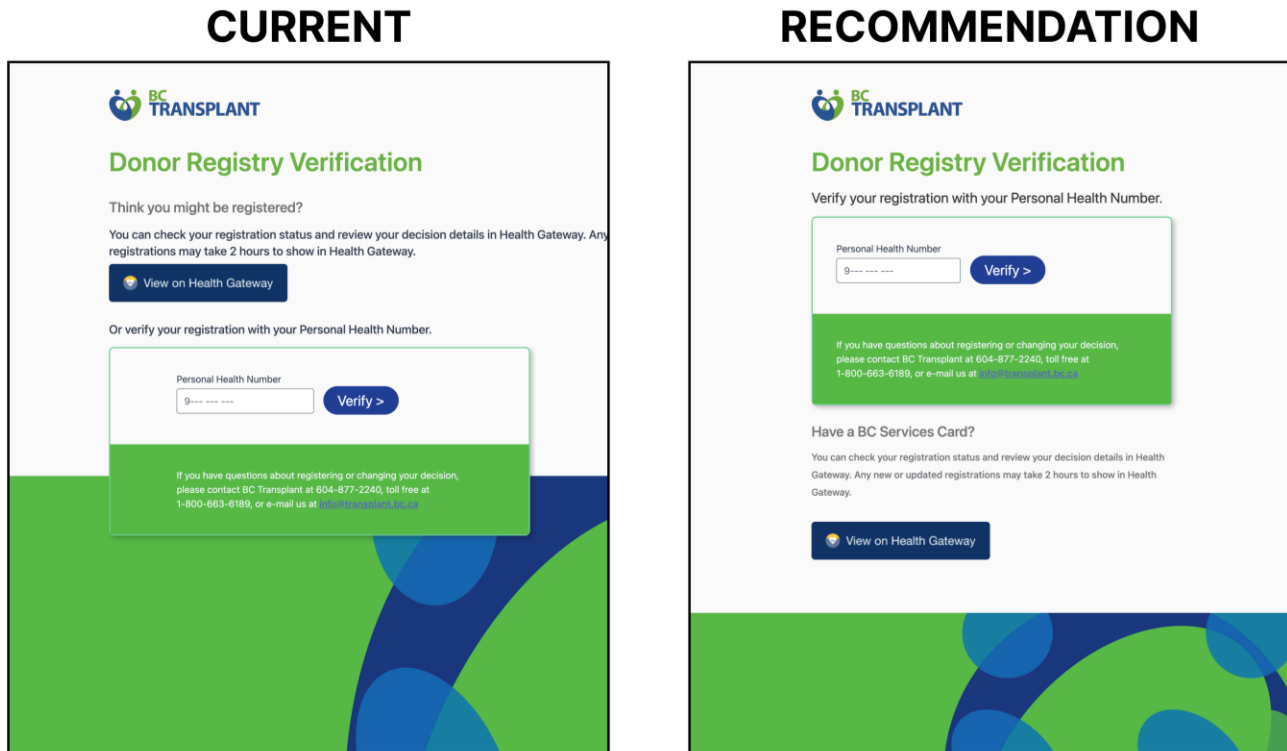 CURRENT
BC
TRANSPLANT
Donor Registry Verification
Think you might be registered?
You can check your registration status and review your decision details in Health Gateway. Any
registrations may take 2 hours to show in Health Gateway.
View on Health Gateway
Or verify your registration with your Personal Health Number.
Personal Health Number
9--- --- ---
Verify >
If you have questions about registering or changing your decision,
please contact BC Transplant at 604-877-2240, toll free at
1-800-663-6189, or e-mail us at info@transplant.bc.ca
RECOMMENDATION
BC
TRANSPLANT
Donor Registry Verification
Verify your registration with your Personal Health Number.
Personal Health Number
9--- --- ---
Verify >
If you have questions about registering or changing your decision,
please contact BC Transplant at 604-877-2240, toll free at
1-800-663-6189, or e-mail us at info@transplant.bc.ca
Have a BC Services Card?
You can check your registration status and review your decision details in Health
Gateway. Any new or updated registrations may take 2 hours to show in Health
Gateway.
View on Health Gateway